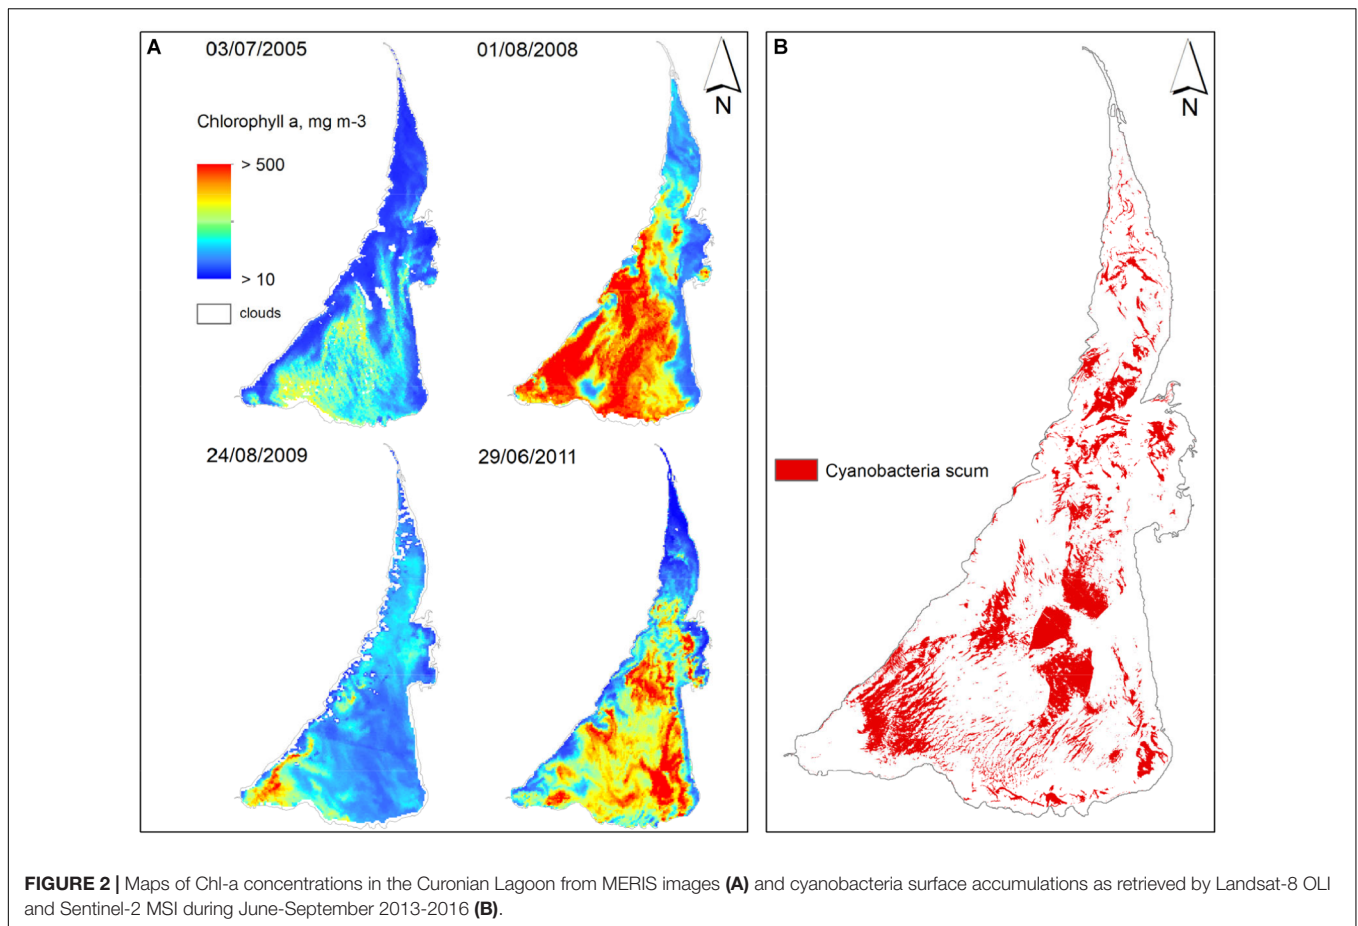 A
03/07/2005
01/08/2008
N
Chlorophyll a, mg m-3
> 500
> 10
clouds
24/08/2009
29/06/2011
B
N
Cyanobacteria scum
FIGURE 2 | Maps of Chl-a concentrations in the Curonian Lagoon from MERIS images (A) and cyanobacteria surface accumulations as retrieved by Landsat-8 OLI
and Sentinel-2 MSI during June-September 2013-2016 (B).